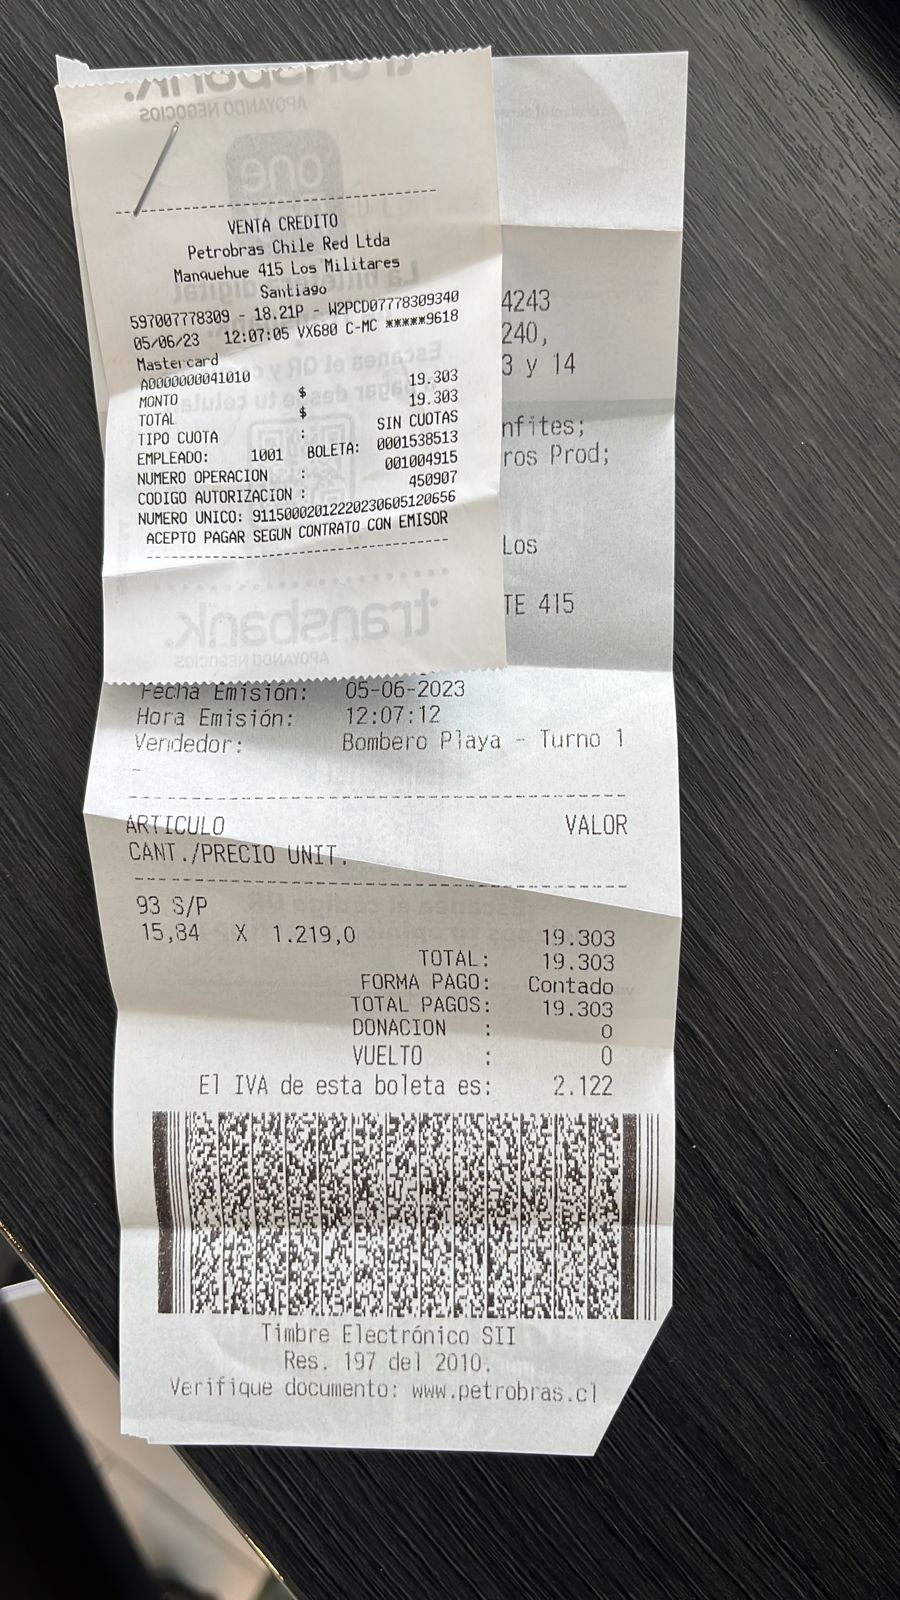 VENTA CREDITO
Petrobras Chile Red Ltda
Manquehue 415 Los Militares
Santiago
597007778309 - 18.21P - W2PCD07778309340
05/06/23 12:07:05 VX680 C-MC *****9618
Mastercard
A0000000041010
MONTO $ 19.303
TOTAL $ 19.303
TIPO CUOTA : SIN CUOTAS
EMPLEADO: 1001 BOLETA: 0001538513
NUMERO OPERACION : 001004915
CODIGO AUTORIZACION : 450907
NUMERO UNICO: 91150002012220230605120656
ACEPTO PAGAR SEGUN CONTRATO CON EMISOR
transbank.
APOYANDO NEGOCIOS
4243
240,
3 y 14
nfites;
ros Prod;
Los
TE 415
Fecha Emisión: 05-06-2023
Hora Emisión: 12:07:12
Vendedor: Bombero Playa - Turno 1
-
ARTICULO VALOR
CANT./PRECIO UNIT.
93 S/P
15,84 X 1.219,0 19.303
TOTAL: 19.303
FORMA PAGO: Contado
TOTAL PAGOS: 19.303
DONACION : 0
VUELTO : 0
El IVA de esta boleta es: 2.122
Timbre Electrónico SII
Res. 197 del 2010.
Verifique documento: www.petrobras.cl